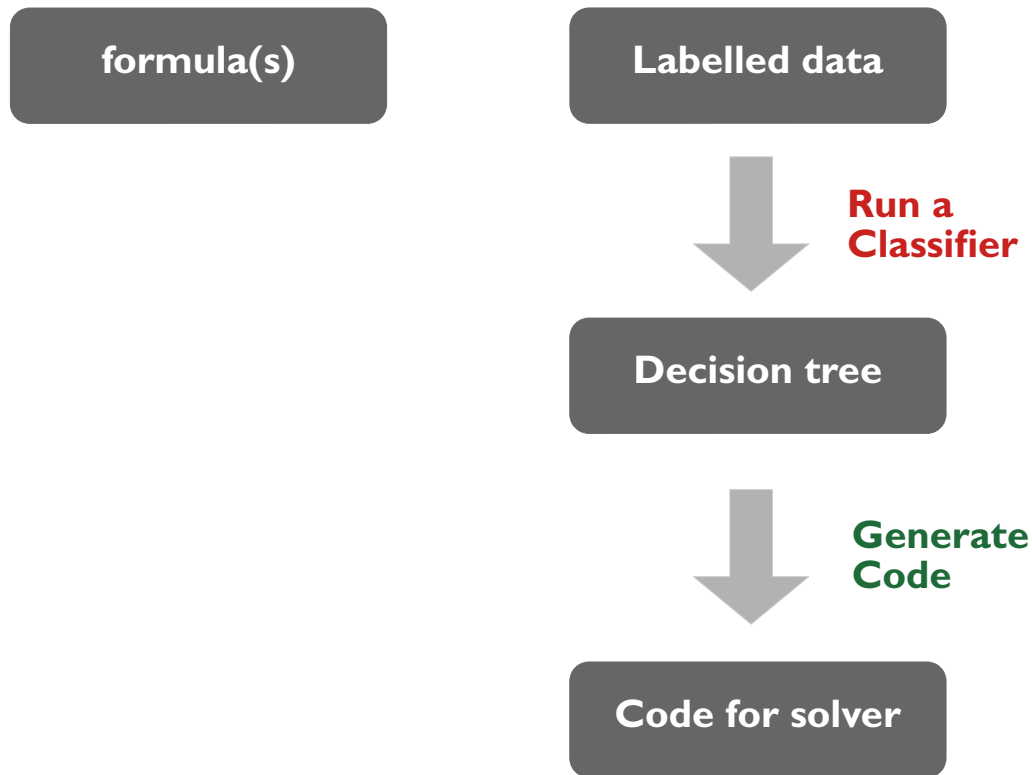 formula(s)
Labelled data
Run a
Classifier
Decision tree
Generate
Code
Code for solver